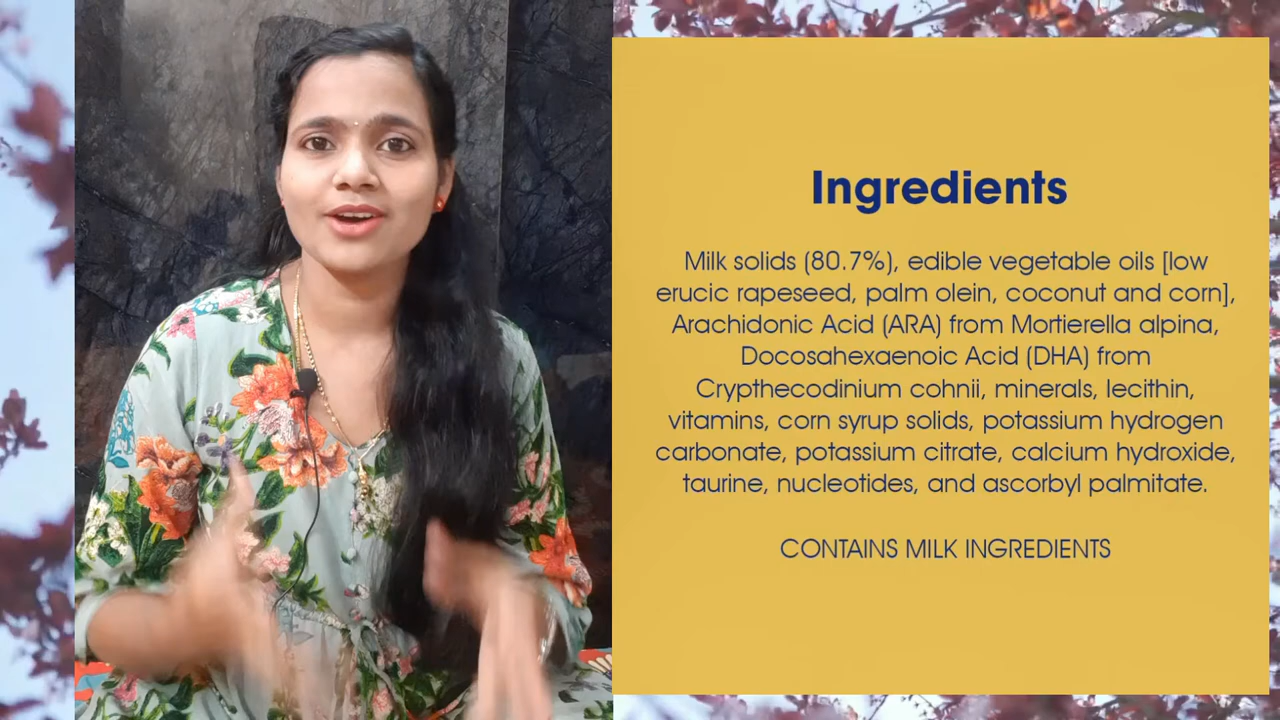 Ingredients
Milk solids (80.7%), edible vegetable oils [low
erucic rapeseed, palm olein, coconut and corn],
Arachidonic Acid (ARA) from Mortierella alpina,
Docosahexaenoic Acid (DHA) from
Crypthecodinium cohnii, minerals, lecithin,
vitamins, corn syrup solids, potassium hydrogen
carbonate, potassium citrate, calcium hydroxide,
taurine, nucleotides, and ascorbyl palmitate.
CONTAINS MILK INGREDIENTS